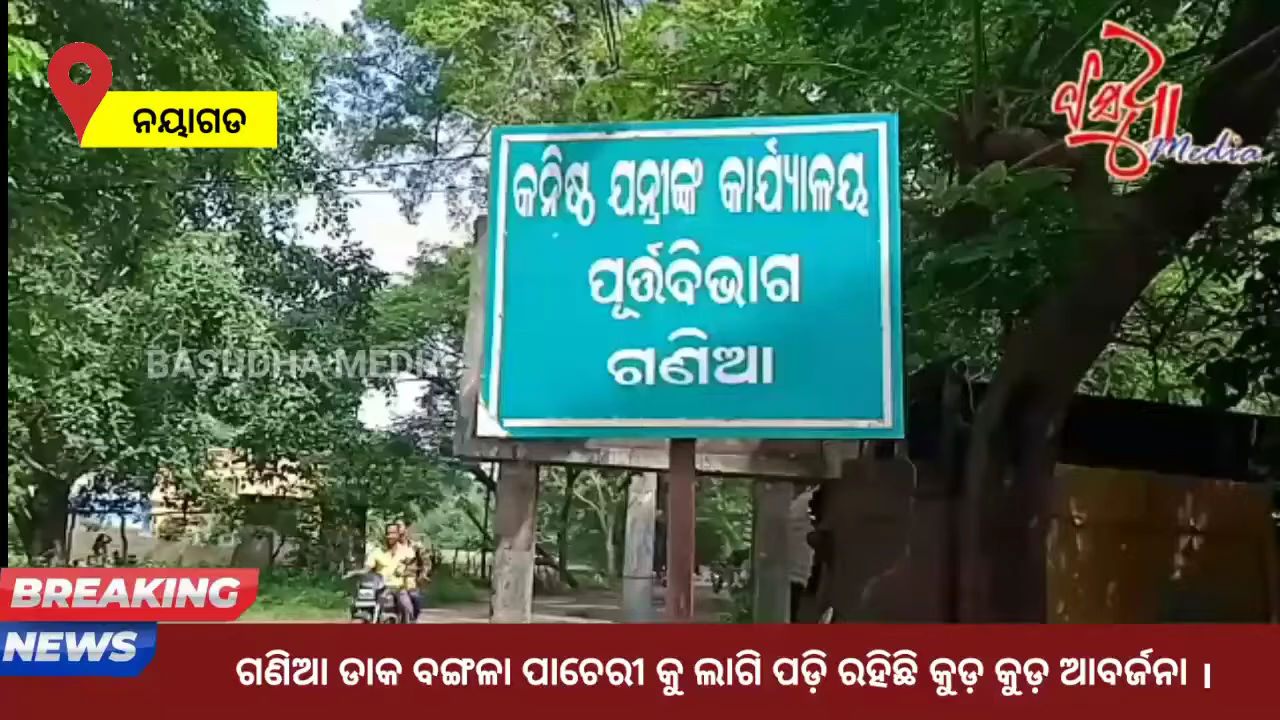 ନୟାଗଡ
ବସୁଧା
Media
କନିଷ୍ଠ ଯନ୍ତ୍ରୀଙ୍କ କାର୍ଯ୍ୟାଳୟ
ପୂର୍ତ୍ତବିଭାଗ
ଗଣିଆ
BASUDHA MEDIA
BREAKING
NEWS
ଗଣିଆ ଡାକ ବଙ୍ଗଳା ପାଚେରୀ କୁ ଲାଗି ପଡ଼ି ରହିଛି କୁଡ଼ କୁଡ଼ ଆବର୍ଜନା ।